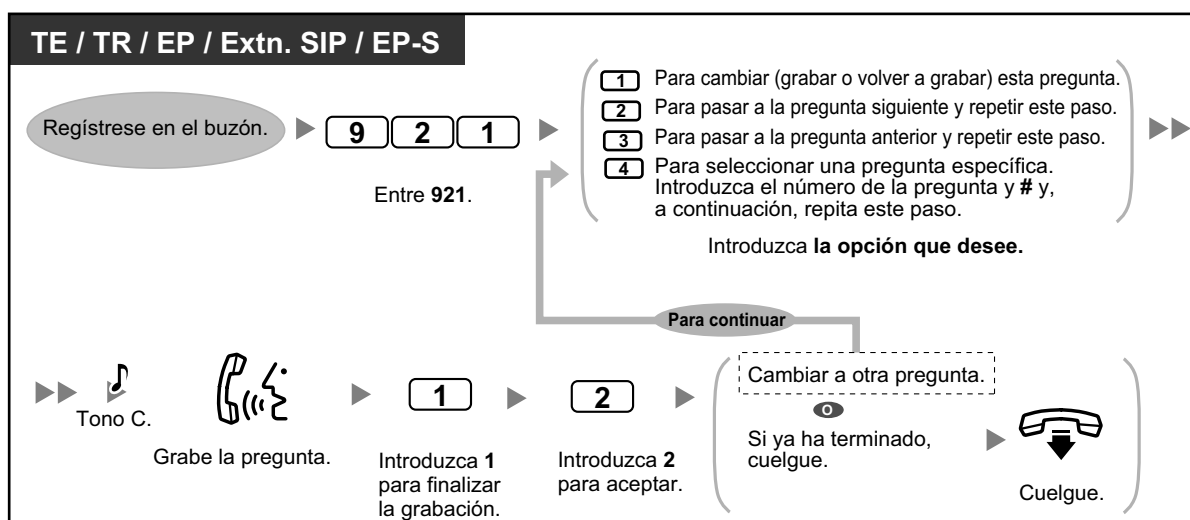 TE / TR / EP / Extn. SIP / EP-S
Regístrese en el buzón.
9 2 1
Entre 921.
1 Para cambiar (grabar o volver a grabar) esta pregunta.
2 Para pasar a la pregunta siguiente y repetir este paso.
3 Para pasar a la pregunta anterior y repetir este paso.
4 Para seleccionar una pregunta específica.
Introduzca el número de la pregunta y # y,
a continuación, repita este paso.
Introduzca la opción que desee.
Para continuar
Tono C.
Grabe la pregunta.
1
Introduzca 1
para finalizar
la grabación.
2
Introduzca 2
para aceptar.
Cambiar a otra pregunta.
O
Si ya ha terminado,
cuelgue.
Cuelgue.